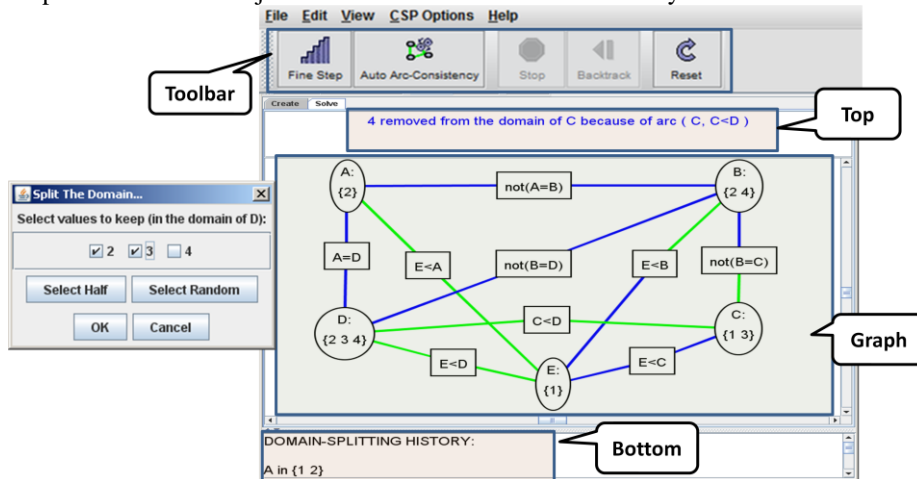 File Edit View CSP Options Help
Fine Step Auto Arc-Consistency Stop Backtrack Reset
Toolbar
Create Solve
4 removed from the domain of C because of arc ( C, C<D )
Top
Split The Domain...
Select values to keep (in the domain of D):
2 3 4
Select Half Select Random
OK Cancel
A:
{2}
not(A=B)
B:
{2 4}
A=D
E<A
not(B=D)
E<B
not(B=C)
D:
{2 3 4}
C<D
C:
{1 3}
E<D
E:
{1}
E<C
Graph
DOMAIN-SPLITTING HISTORY:
A in {1 2}
Bottom